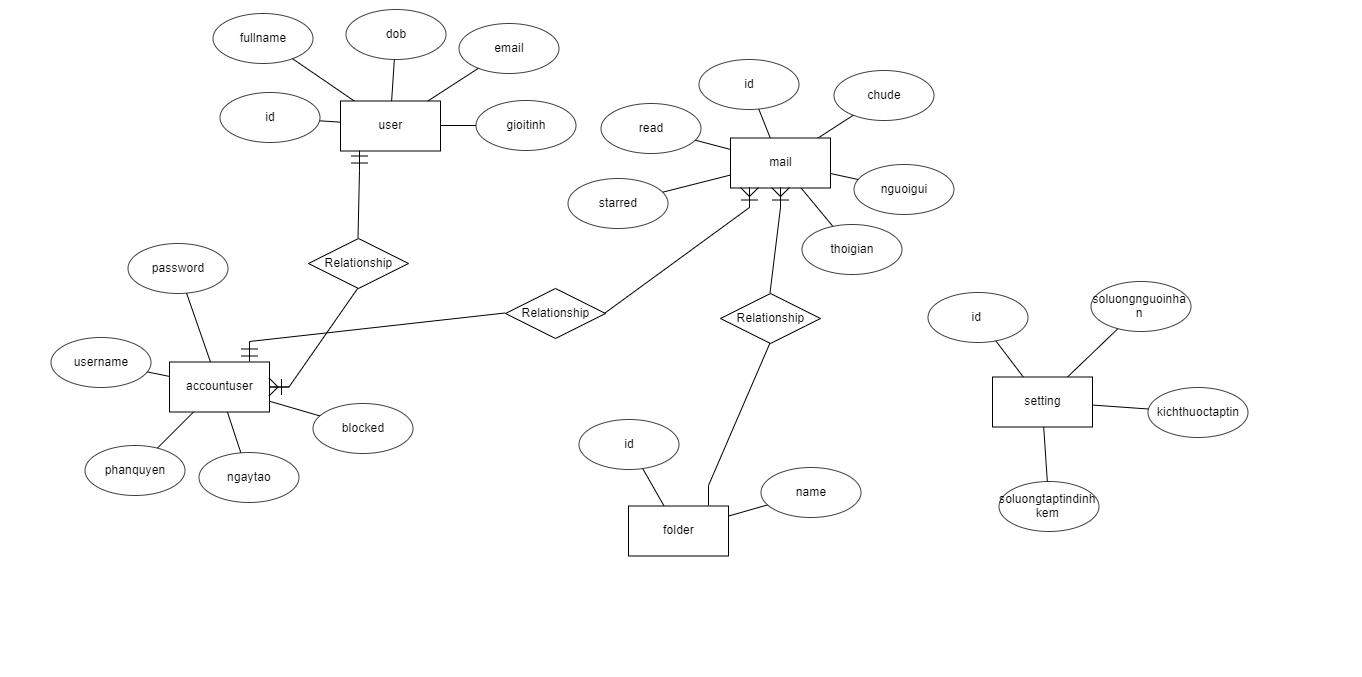 fullname
dob
email
id
user
gioitinh
id
chude
read
mail
nguoigui
starred
thoigian
Relationship
password
Relationship
Relationship
username
accountuser
blocked
phanquyen
ngaytao
id
name
folder
id
soluongnguoinha
n
setting
kichthuoctaptin
soluongtaptindinh
kem